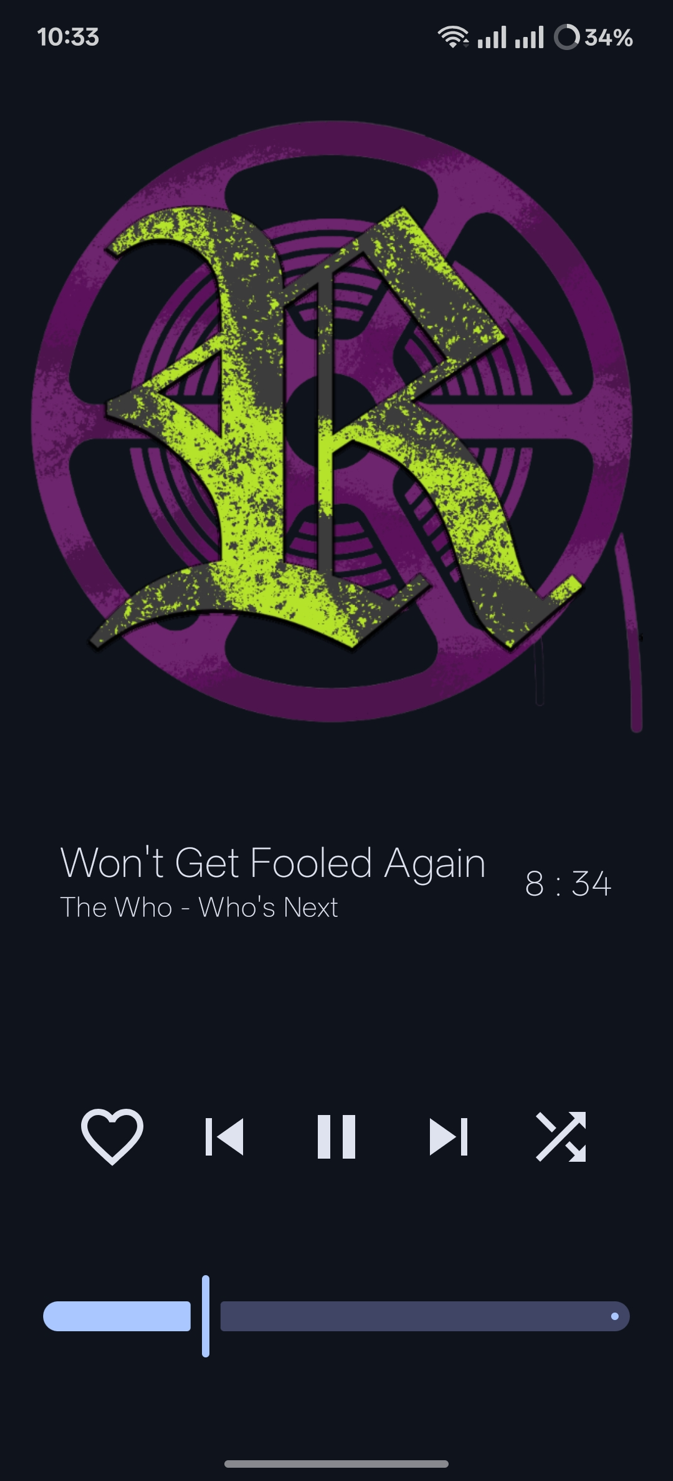 10:33
34%
R
Won't Get Fooled Again
The Who - Who's Next
8 : 34